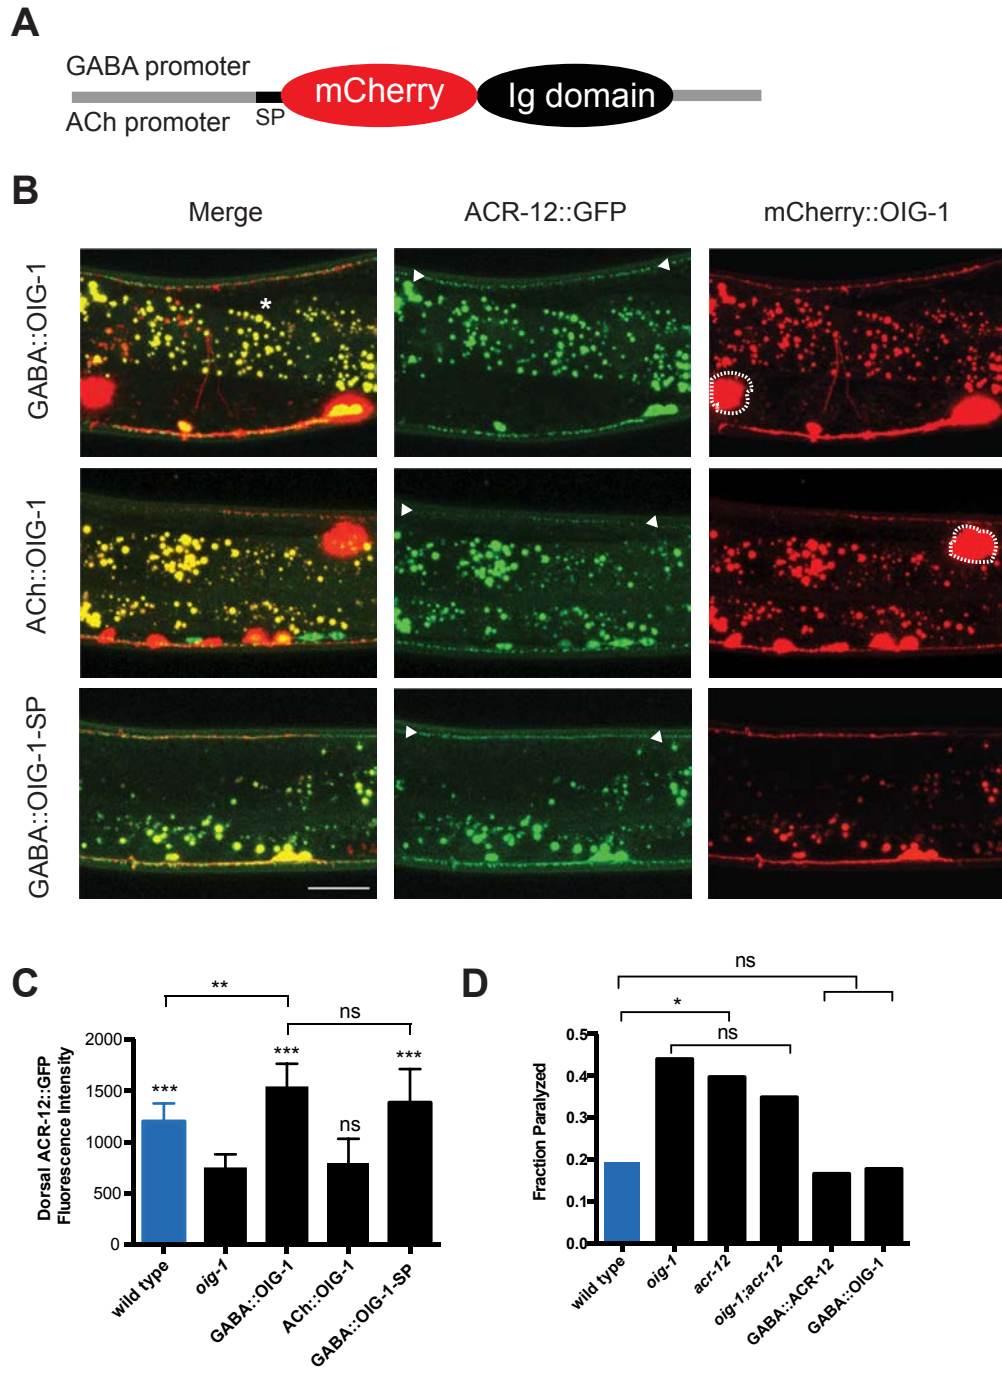 A
GABA promoter
ACh promoter
SP
mCherry
Ig domain
B
Merge
ACR-12::GFP
mCherry::OIG-1
GABA::OIG-1
*
ACh::OIG-1
GABA::OIG-1-SP
C
**
ns
Dorsal ACR-12::GFP
Fluorescence Intensity
2000
1500
1000
500
0
***
***
ns
***
wild type
oig-1
GABA::OIG-1
ACh::OIG-1
GABA::OIG-1-SP
D
ns
*
ns
Fraction Paralyzed
0.5
0.4
0.3
0.2
0.1
0.0
wild type
oig-1
acr-12
oig-1;acr-12
GABA::ACR-12
GABA::OIG-1